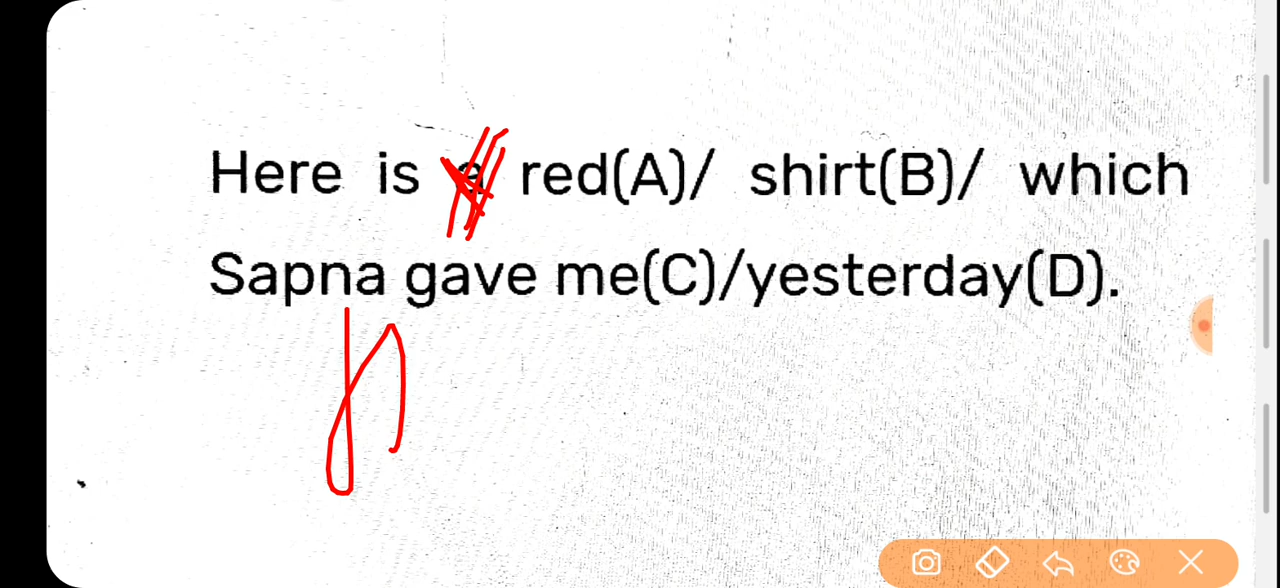 Here is a red(A)/ shirt(B)/ which
Sapna gave me(C)/yesterday(D).